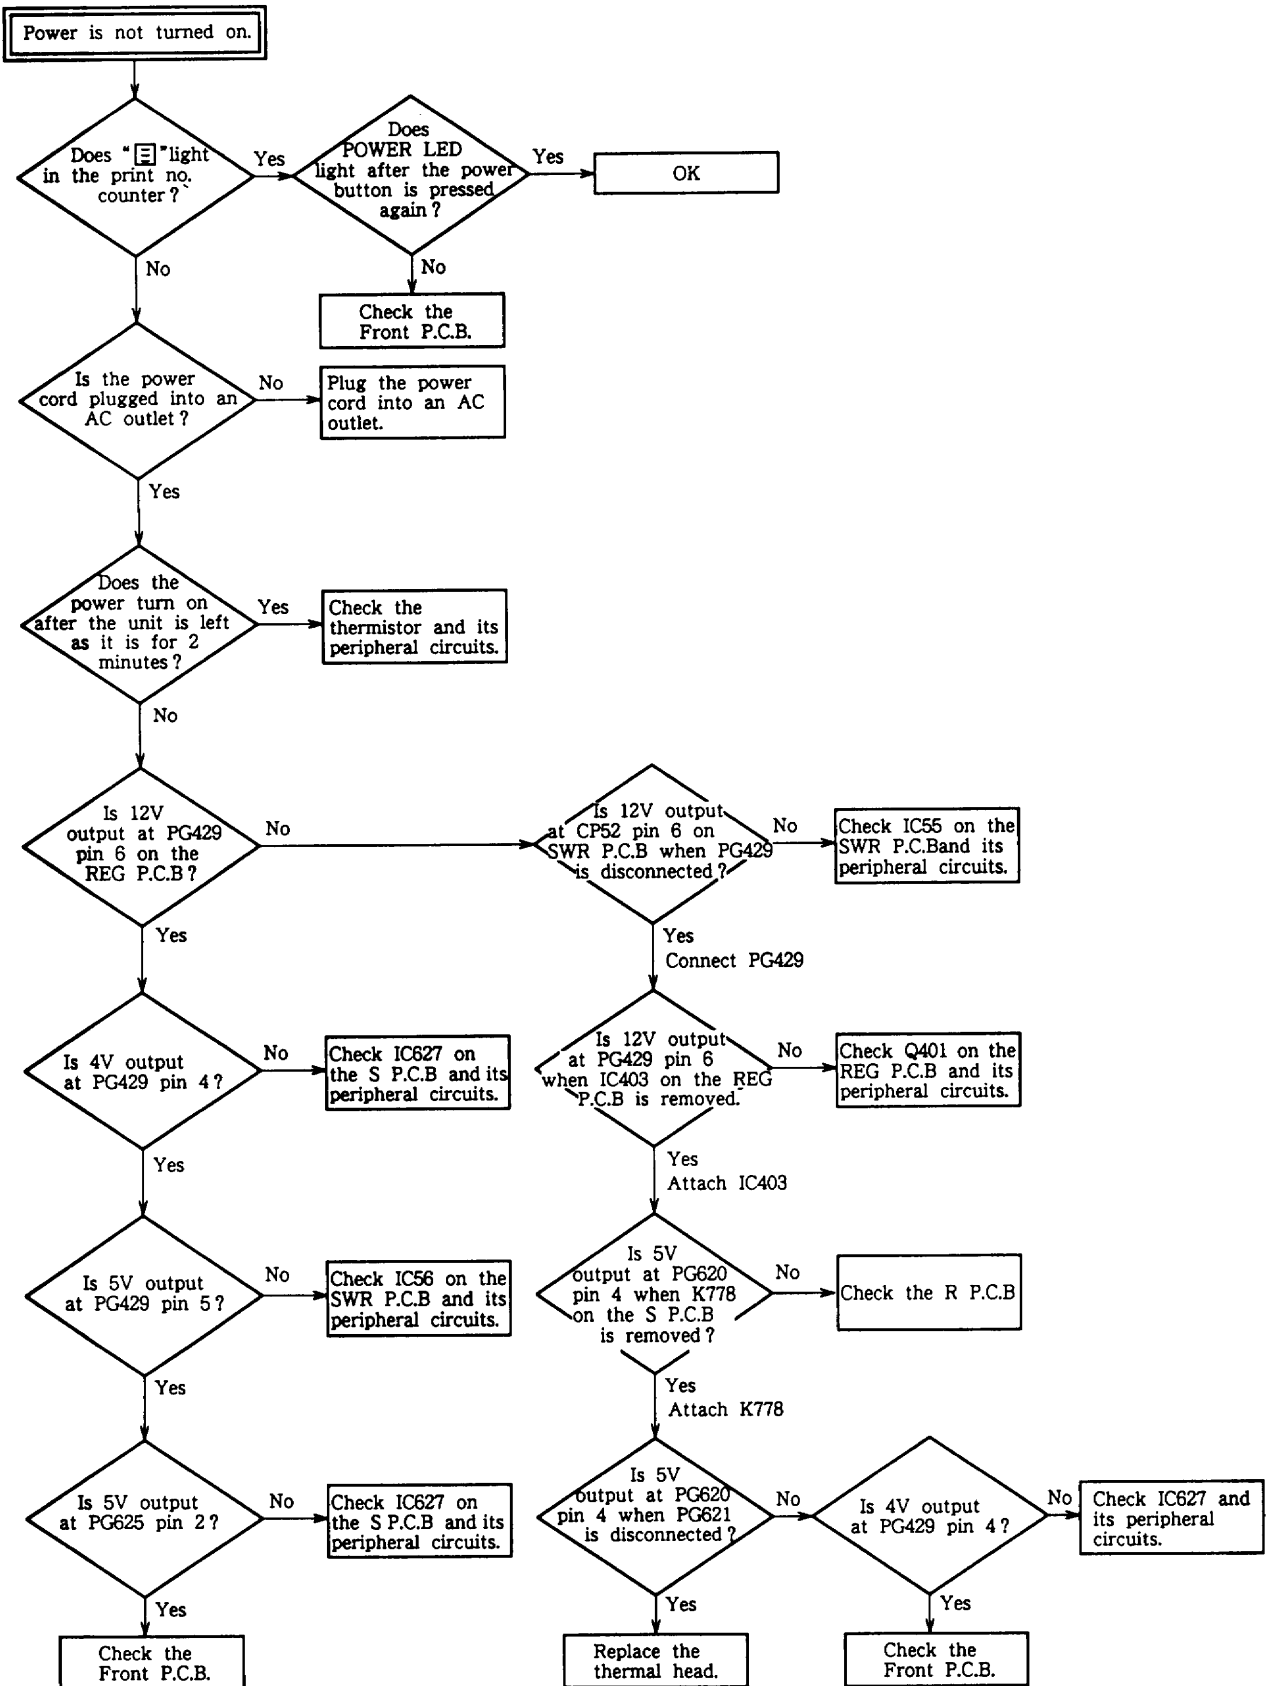 Power is not turned on.
Does "目"light
in the print no.
counter?
Yes
Does
POWER LED
light after the power
button is pressed
again?
Yes
OK
No
No
Check the
Front P.C.B.
Is the power
cord plugged into an
AC outlet?
No
Plug the power
cord into an AC
outlet.
Yes
Does the
power turn on
after the unit is left
as it is for 2
minutes?
Yes
Check the
thermistor and its
peripheral circuits.
No
Is 12V
output at PG429
pin 6 on the
REG P.C.B?
No
Is 12V output
at CP52 pin 6 on
SWR P.C.B when PG429
is disconnected?
No
Check IC55 on the
SWR P.C.Band its
peripheral circuits.
Yes
Yes
Connect PG429
Is 4V output
at PG429 pin 4?
No
Check IC627 on
the S P.C.B and its
peripheral circuits.
Is 12V output
at PG429 pin 6
when IC403 on the REG
P.C.B is removed.
No
Check Q401 on the
REG P.C.B and its
peripheral circuits.
Yes
Yes
Attach IC403
Is 5V output
at PG429 pin 5?
No
Check IC56 on the
SWR P.C.B and its
peripheral circuits.
Is 5V
output at PG620
pin 4 when K778
on the S P.C.B
is removed?
No
Check the R P.C.B
Yes
Yes
Attach K778
Is 5V output
at PG625 pin 2?
No
Check IC627 on
the S P.C.B and its
peripheral circuits.
Is 5V
output at PG620
pin 4 when PG621
is disconnected?
No
Is 4V output
at PG429 pin 4?
No
Check IC627 and
its peripheral
circuits.
Yes
Yes
Yes
Check the
Front P.C.B.
Replace the
thermal head.
Check the
Front P.C.B.